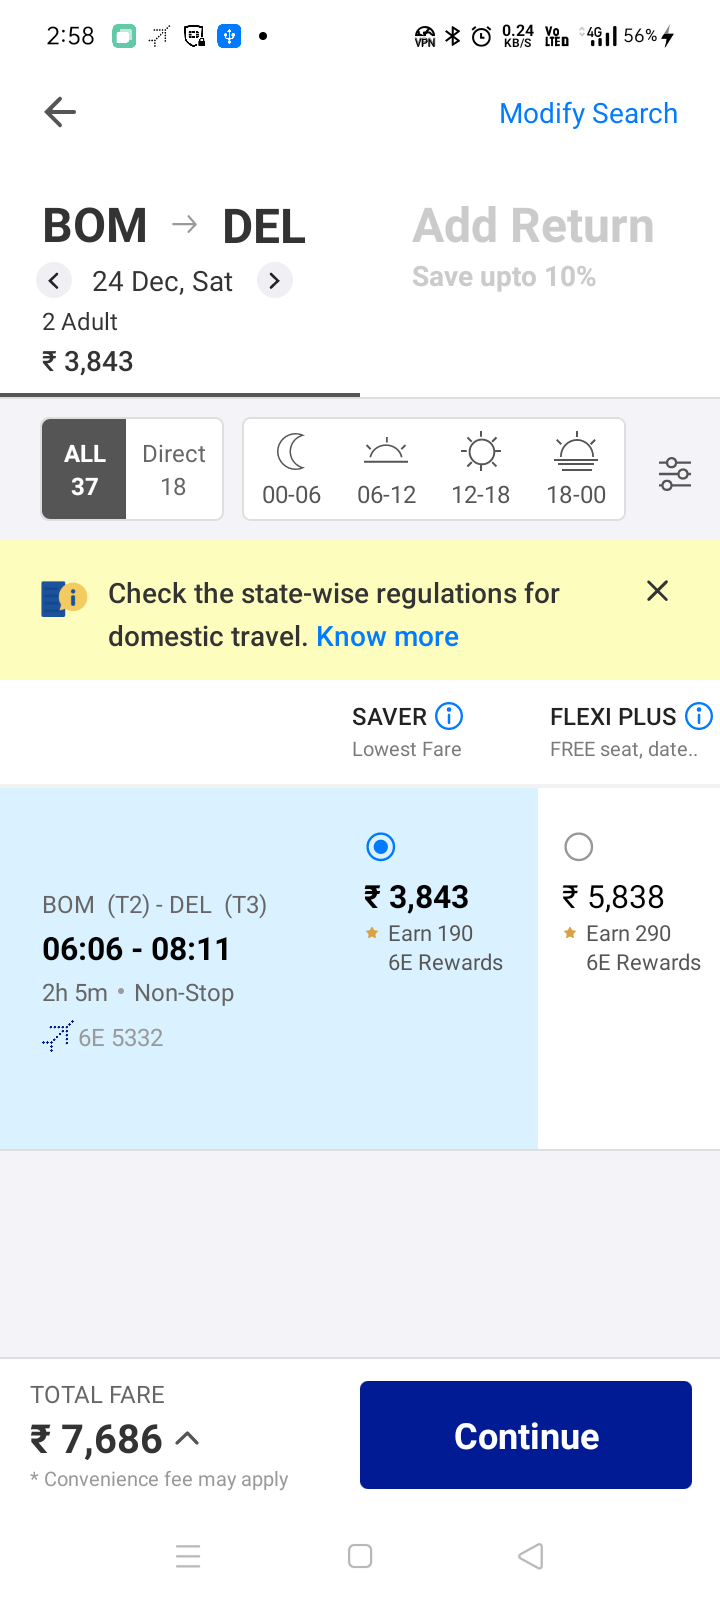 2:58
VPN
0.24 KB/S
Vo LTED
4G
56%
Modify Search
BOM → DEL
Add Return
24 Dec, Sat
Save upto 10%
2 Adult
₹ 3,843
ALL
37
Direct
18
00-06
06-12
12-18
18-00
Check the state-wise regulations for
domestic travel. Know more
SAVER
FLEXI PLUS
Lowest Fare
FREE seat, date..
BOM (T2) - DEL (T3)
06:06 - 08:11
2h 5m • Non-Stop
6E 5332
₹ 3,843
Earn 190
6E Rewards
₹ 5,838
Earn 290
6E Rewards
TOTAL FARE
₹ 7,686
* Convenience fee may apply
Continue